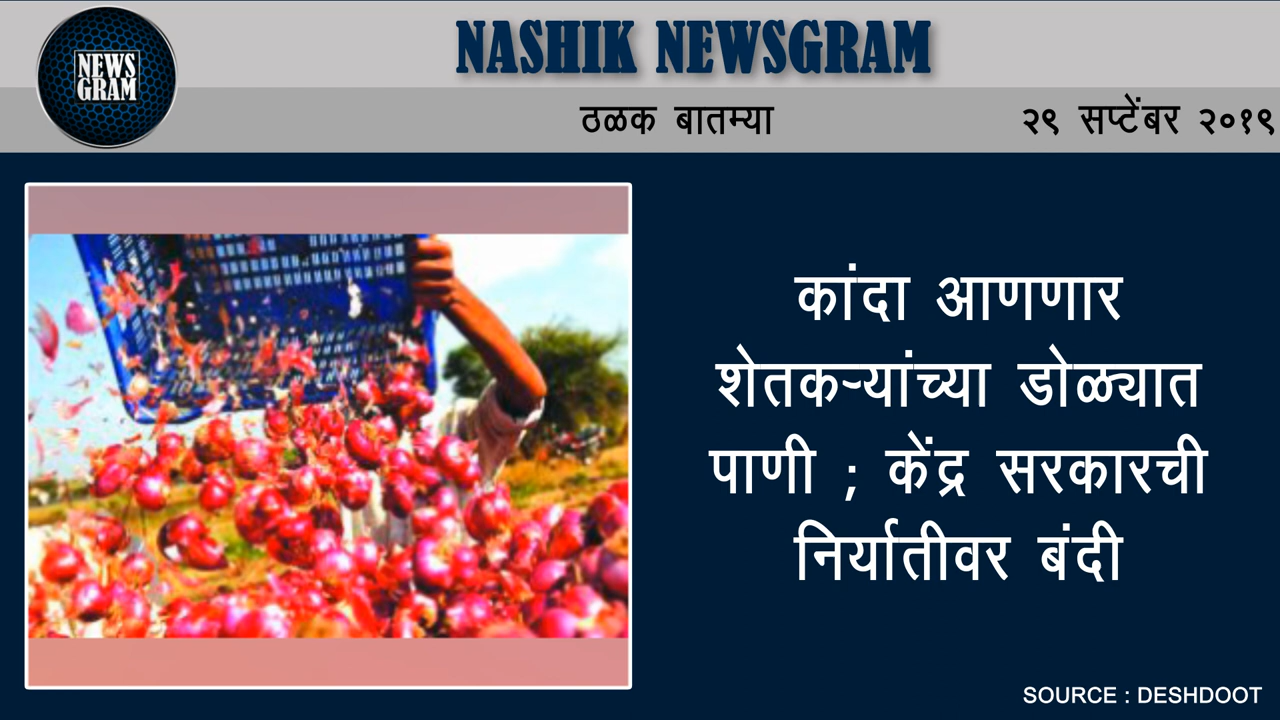 NEWS
GRAM
NASHIK NEWSGRAM
ठळक बातम्या
२९ सप्टेंबर २०१९
कांदा आणणार
शेतकऱ्यांच्या डोळ्यात
पाणी ; केंद्र सरकारची
निर्यातीवर बंदी
SOURCE : DESHDOOT